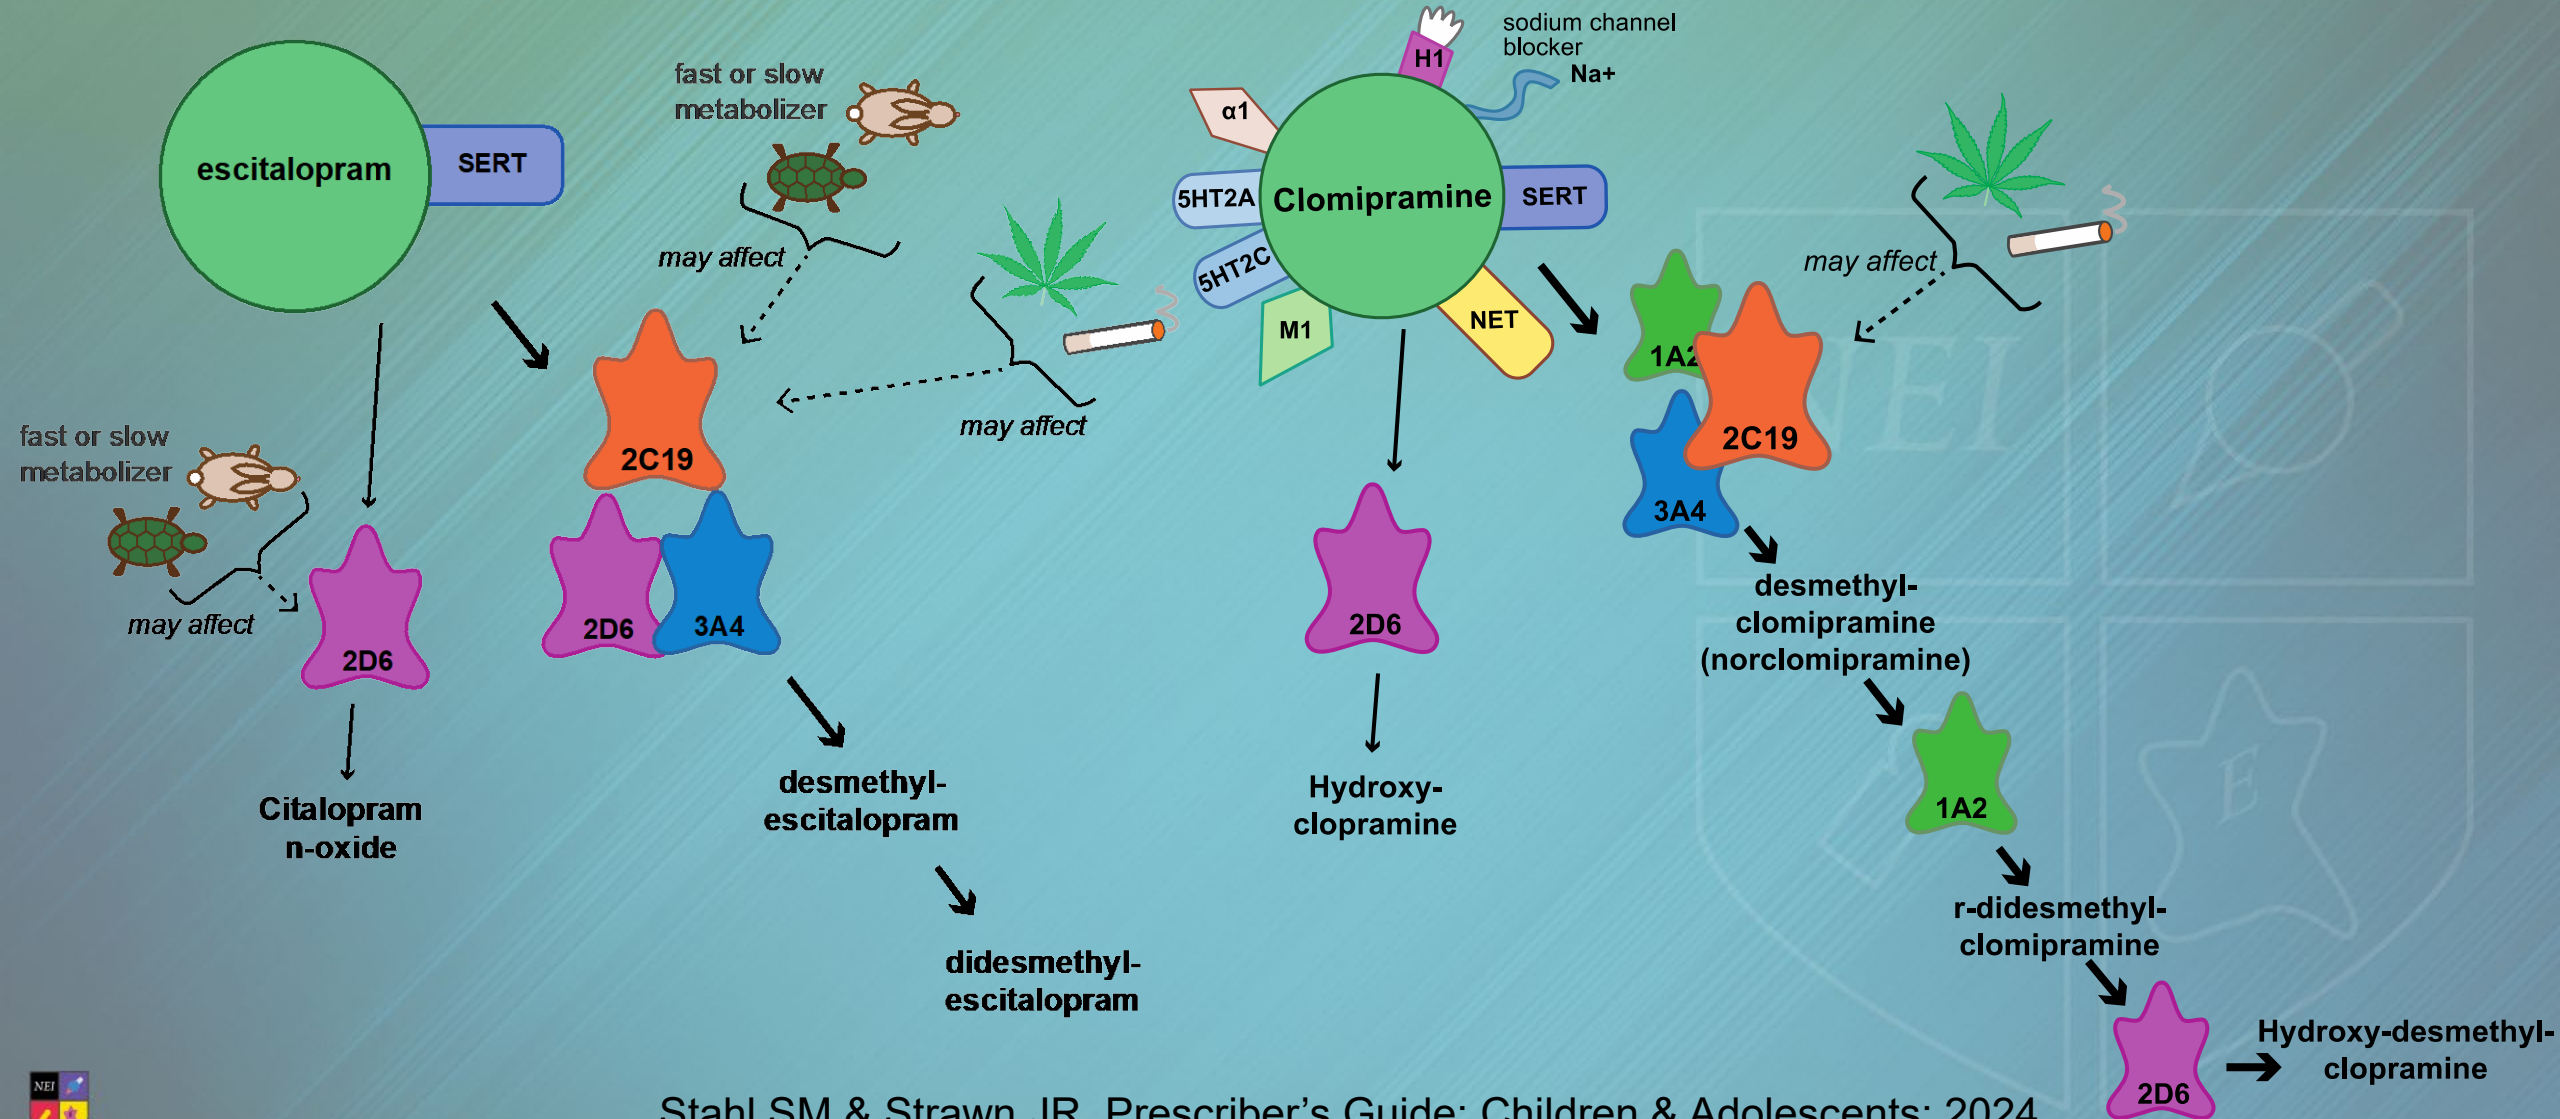 escitalopram
SERT
fast or slow
metabolizer
may affect
may affect
2C19
2D6
3A4
fast or slow
metabolizer
may affect
2D6
Citalopram
n-oxide
desmethyl-
escitalopram
didesmethyl-
escitalopram
H1
sodium channel
blocker
Na+
α1
5HT2A
Clomipramine
SERT
5HT2C
M1
NET
may affect
1A2
2C19
3A4
2D6
Hydroxy-
clopramine
desmethyl-
clomipramine
(norclomipramine)
1A2
r-didesmethyl-
clomipramine
2D6
Hydroxy-desmethyl-
clopramine
NEI
E
NEI
Stahl SM & Strawn JR. Prescriber's Guide: Children & Adolescents; 2024